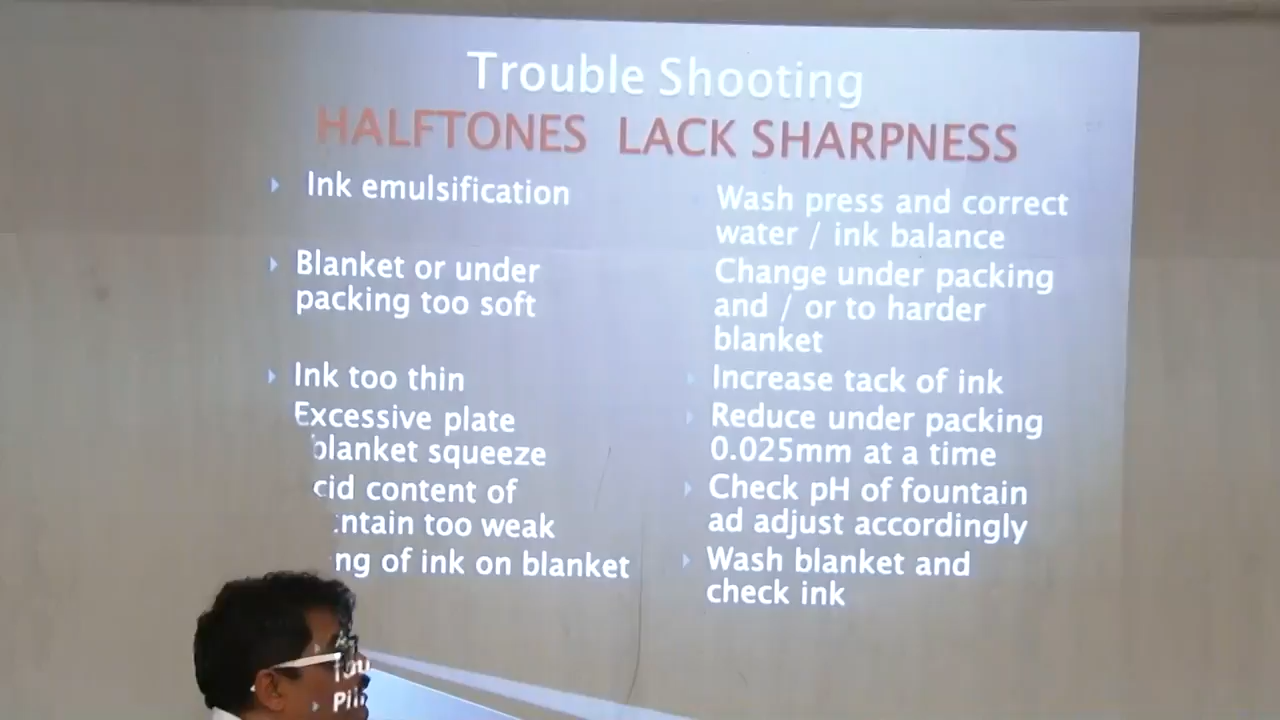 Trouble Shooting
HALFTONES LACK SHARPNESS
Ink emulsification
Blanket or under
packing too soft
Ink too thin
Excessive plate
blanket squeeze
cid content of
ntain too weak
ng of ink on blanket
Wash press and correct
water / ink balance
Change under packing
and / or to harder
blanket
Increase tack of ink
Reduce under packing
0.025mm at a time
Check pH of fountain
ad adjust accordingly
Wash blanket and
check ink